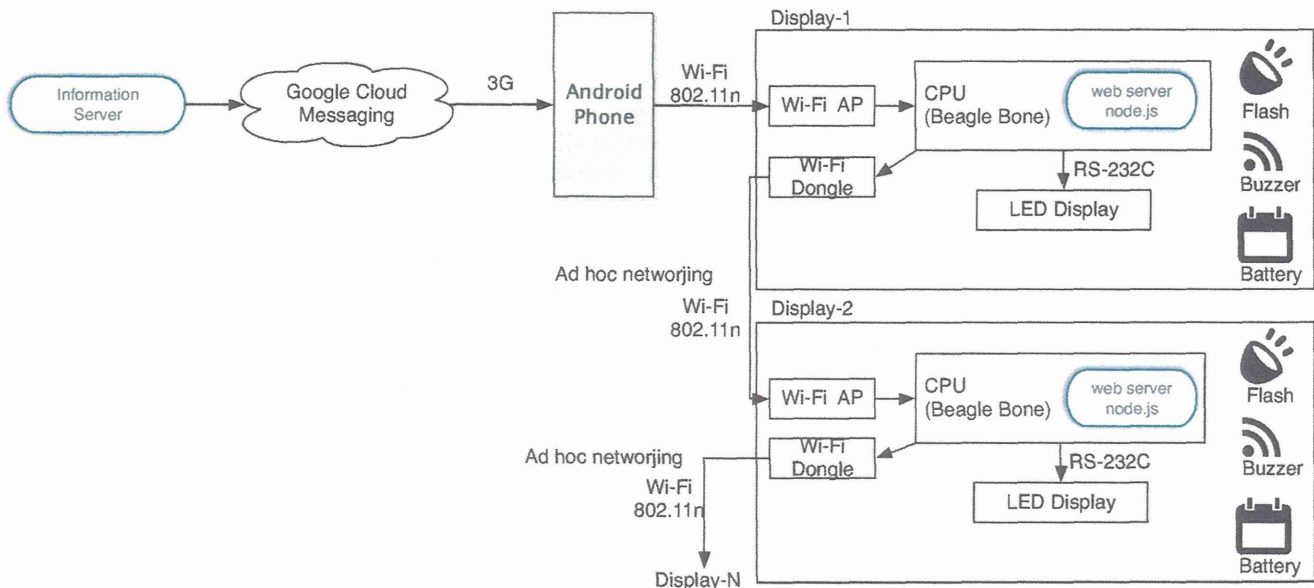 Display-1
Information
Server
Google Cloud
Messaging
3G
Android
Phone
Wi-Fi
802.11n
Wi-Fi AP
CPU
(Beagle Bone)
web server
node.js
Flash
Wi-Fi
Dongle
RS-232C
LED Display
Buzzer
Battery
Ad hoc networjing
Wi-Fi
802.11n
Display-2
Wi-Fi AP
CPU
(Beagle Bone)
web server
node.js
Flash
Wi-Fi
Dongle
RS-232C
LED Display
Buzzer
Battery
Ad hoc networjing
Wi-Fi
802.11n
Display-N